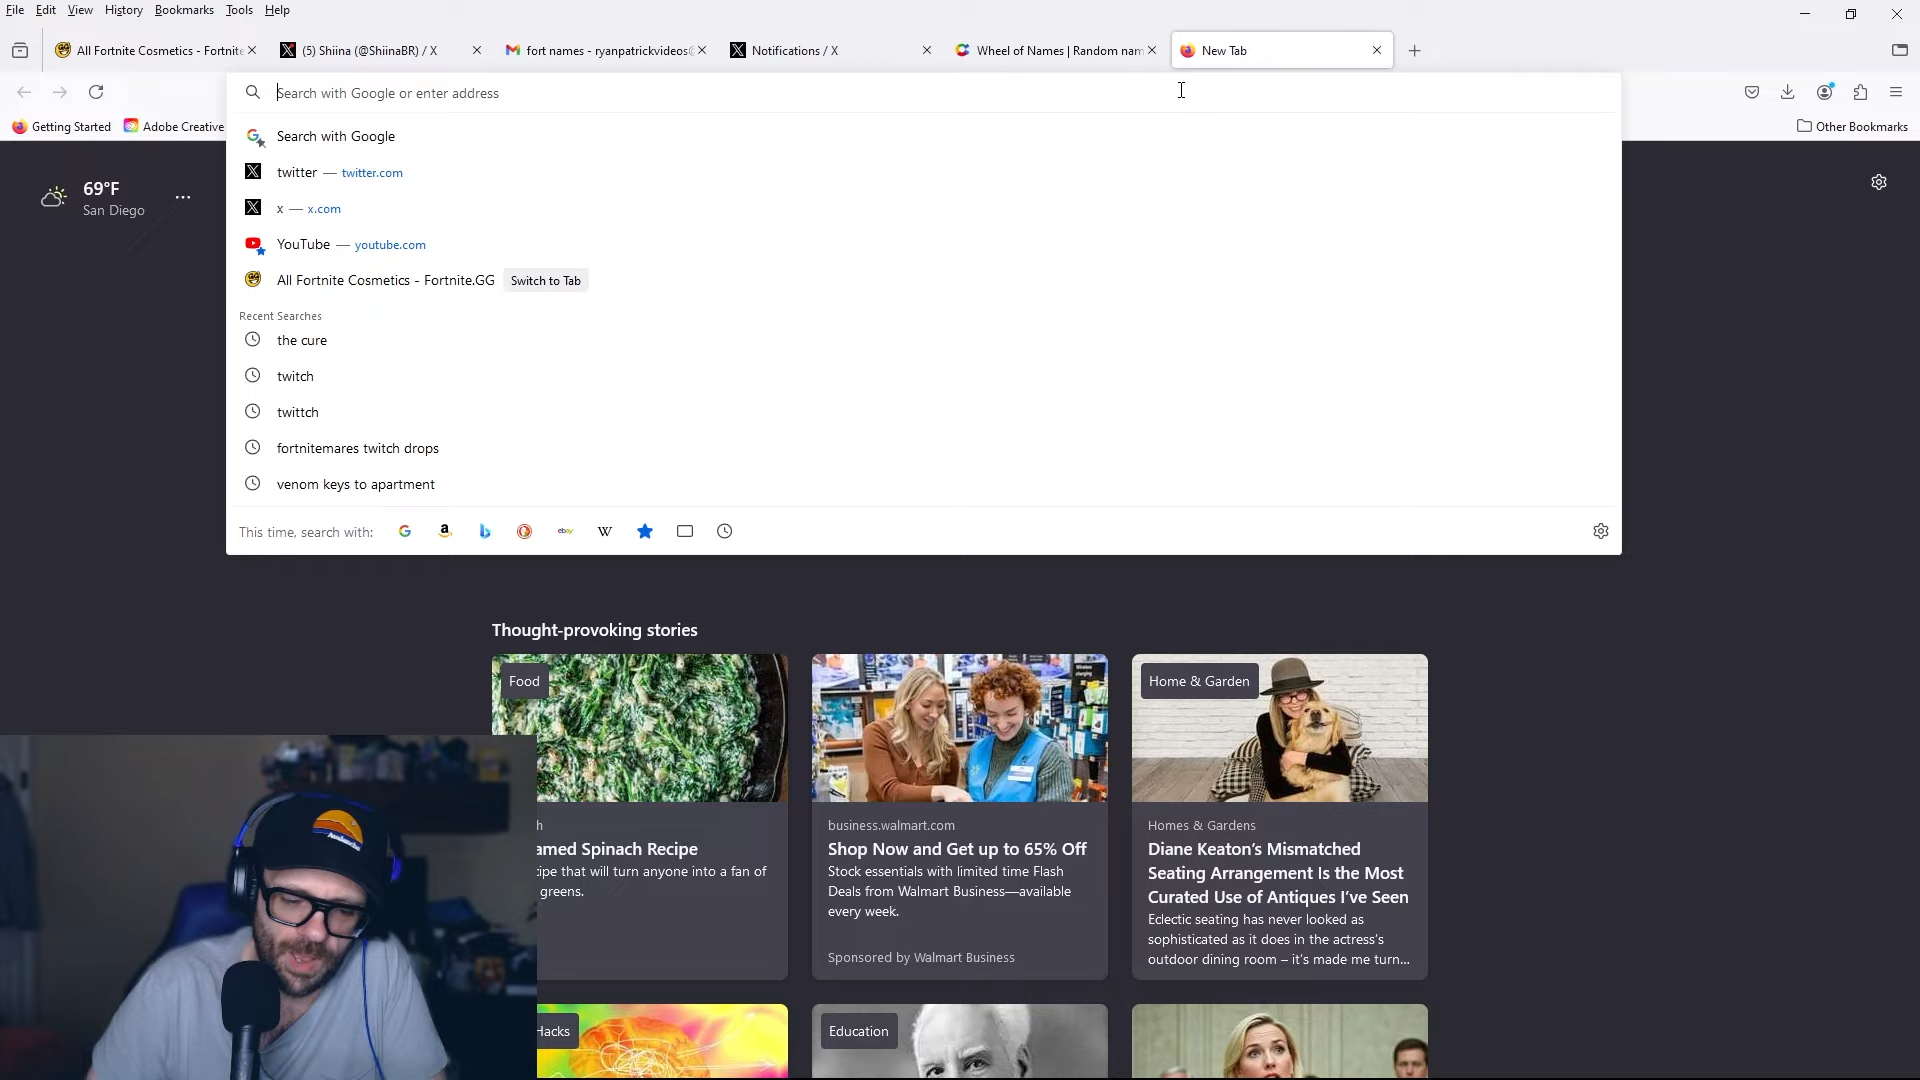 File Edit View History Bookmarks Tools Help
All Fortnite Cosmetics - Fortnite
(5) Shiina (@ShiinaBR) / X
fort names - ryanpatrickvideos@
Notifications / X
Wheel of Names | Random nam
New Tab
Search with Google or enter address
Getting Started
Adobe Creative
Other Bookmarks
Search with Google
twitter — twitter.com
x — x.com
YouTube — youtube.com
All Fortnite Cosmetics - Fortnite.GG Switch to Tab
Recent Searches
the cure
twitch
twittch
fortnitemares twitch drops
venom keys to apartment
This time, search with:
a
b
ebay
W
69°F
San Diego
Thought-provoking stories
Food
h
amed Spinach Recipe
ipe that will turn anyone into a fan of
greens.
business.walmart.com
Shop Now and Get up to 65% Off
Stock essentials with limited time Flash
Deals from Walmart Business—available
every week.
Sponsored by Walmart Business
Home & Garden
Homes & Gardens
Diane Keaton's Mismatched
Seating Arrangement Is the Most
Curated Use of Antiques I've Seen
Eclectic seating has never looked as
sophisticated as it does in the actress's
outdoor dining room – it's made me turn...
Hacks
Education
Avalanche